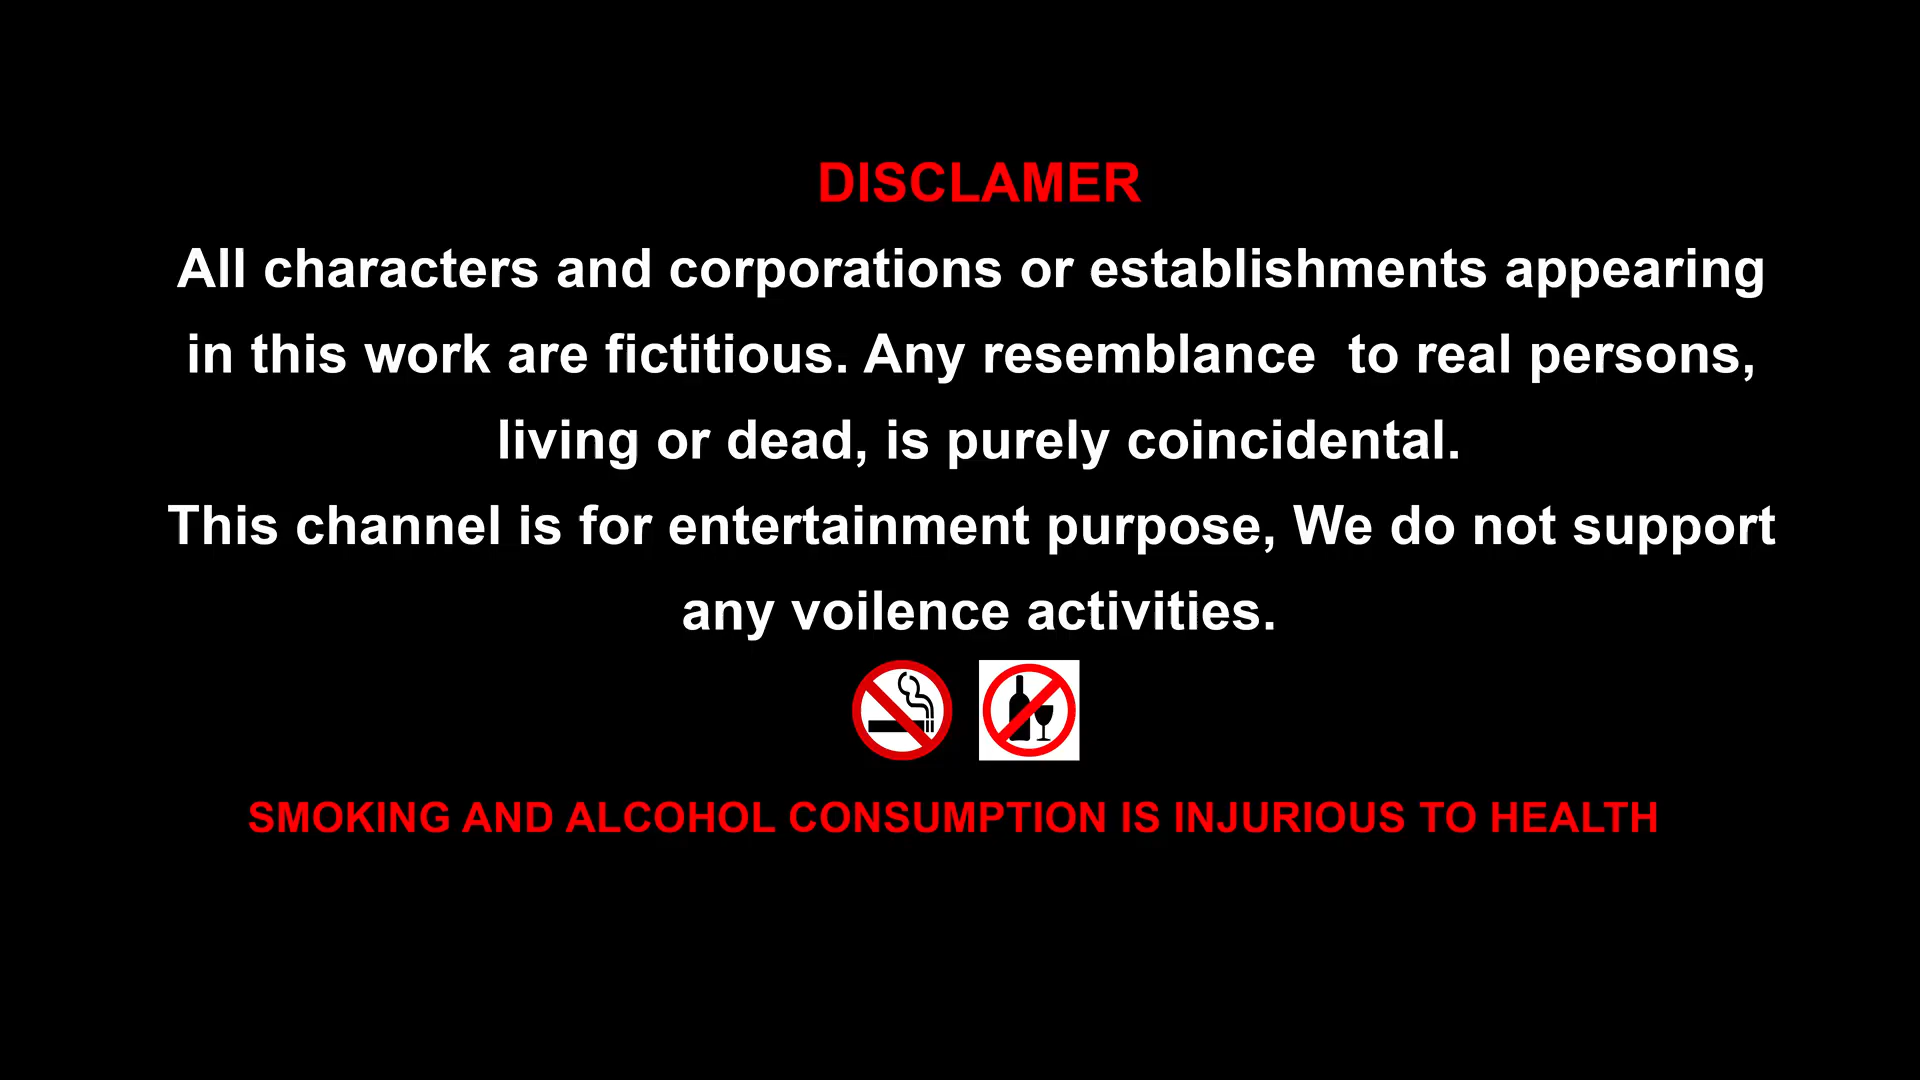 DISCLAMER
All characters and corporations or establishments appearing
in this work are fictitious. Any resemblance  to real persons,
living or dead, is purely coincidental.
This channel is for entertainment purpose, We do not support
any voilence activities.
SMOKING AND ALCOHOL CONSUMPTION IS INJURIOUS TO HEALTH